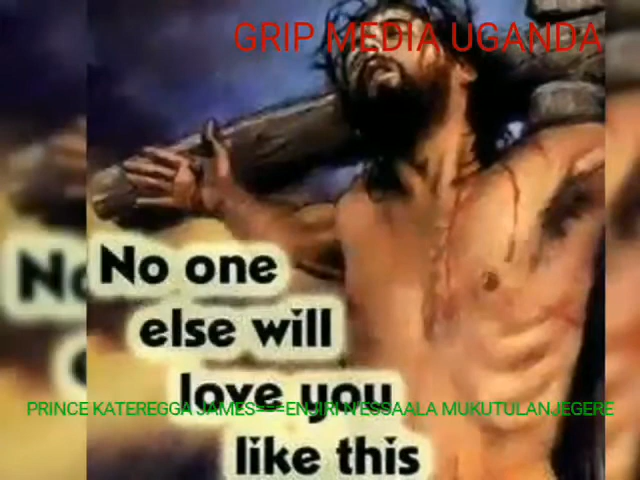 GRIP MEDIA UGANDA
No one
else will
love you
PRINCE KATEREGGA JAMES===ENJIRI N'ESSAALA MUKUTULANJEGERE
like this